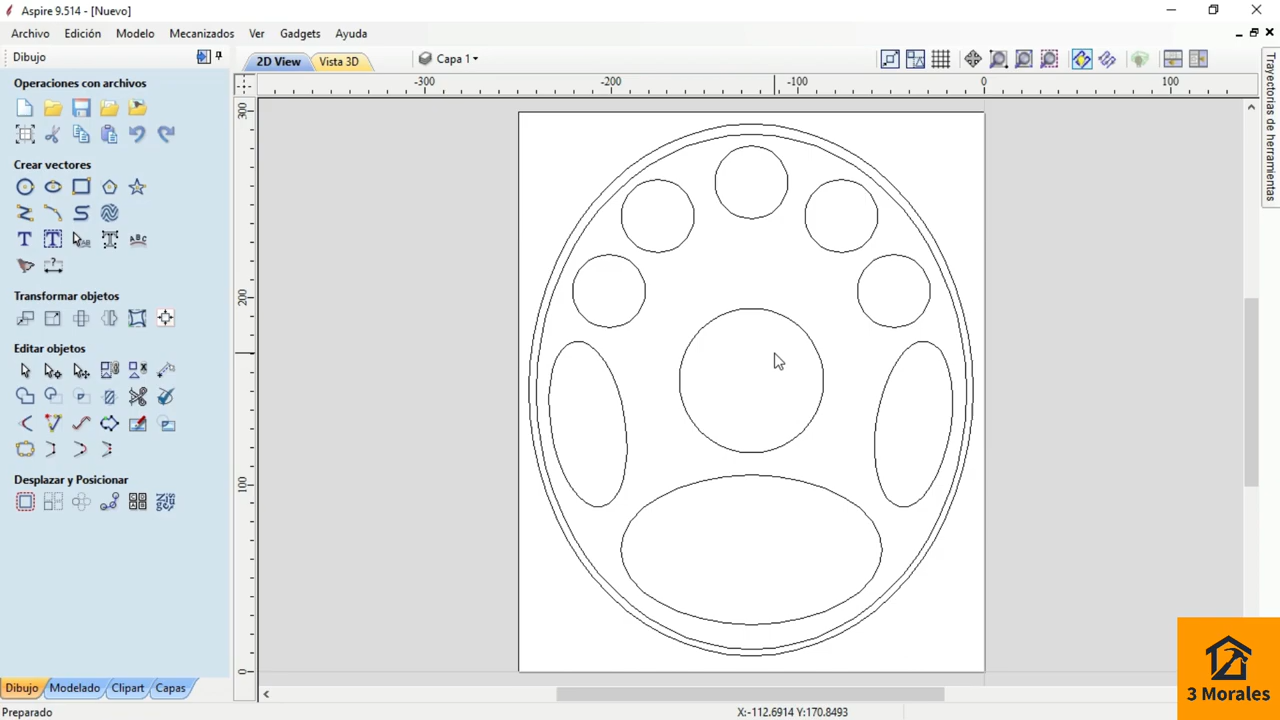 Aspire 9.514 - [Nuevo]
Archivo Edición Modelo Mecanizados Ver Gadgets Ayuda
Dibujo
2D View Vista 3D Capa 1
Operaciones con archivos
-300 -200 -100 0 100
300
200
100
0
Crear vectores
Transformar objetos
Editar objetos
Desplazar y Posicionar
Trayectorias de herramientas
Dibujo Modelado Clipart Capas
Preparado X:-112.6914 Y:170.8493
3 Morales